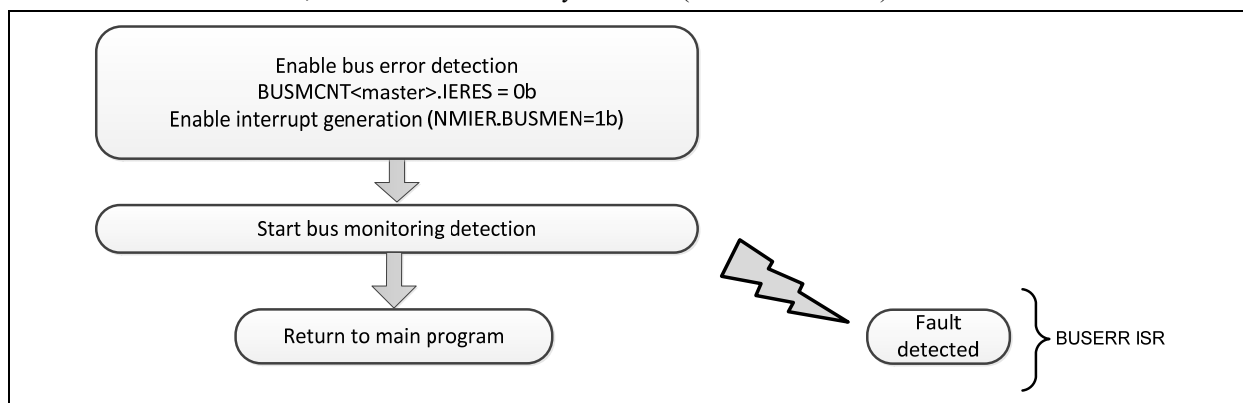 Enable bus error detection
BUSMCNT<master>.IERES = 0b
Enable interrupt generation (NMIER.BUSMEN=1b)
Start bus monitoring detection
Return to main program
Fault
detected
BUSERR ISR